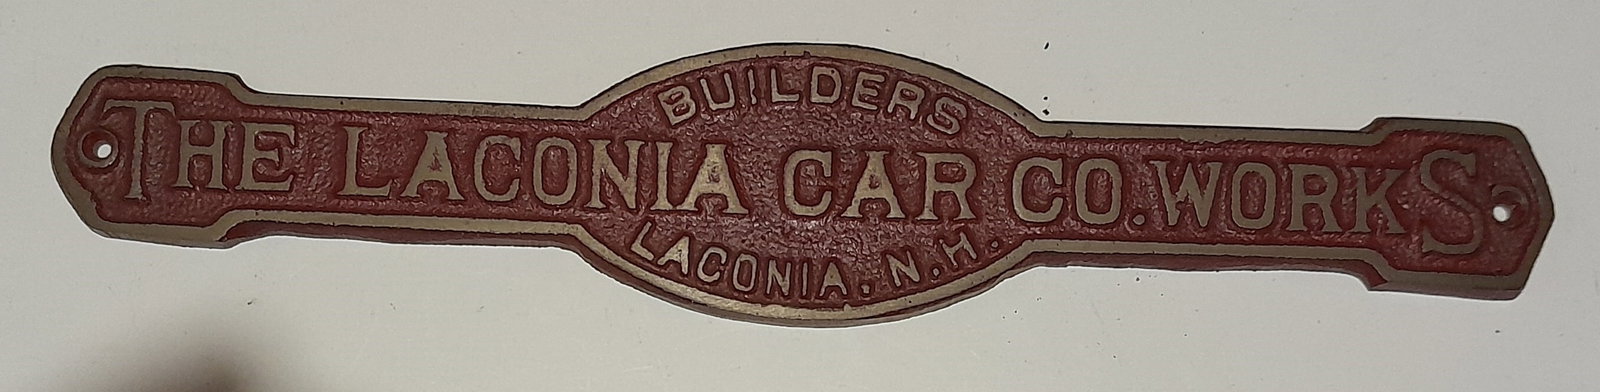 BUILDERS
THE LACONIA CAR CO. WORKS
LACONIA, N.H.